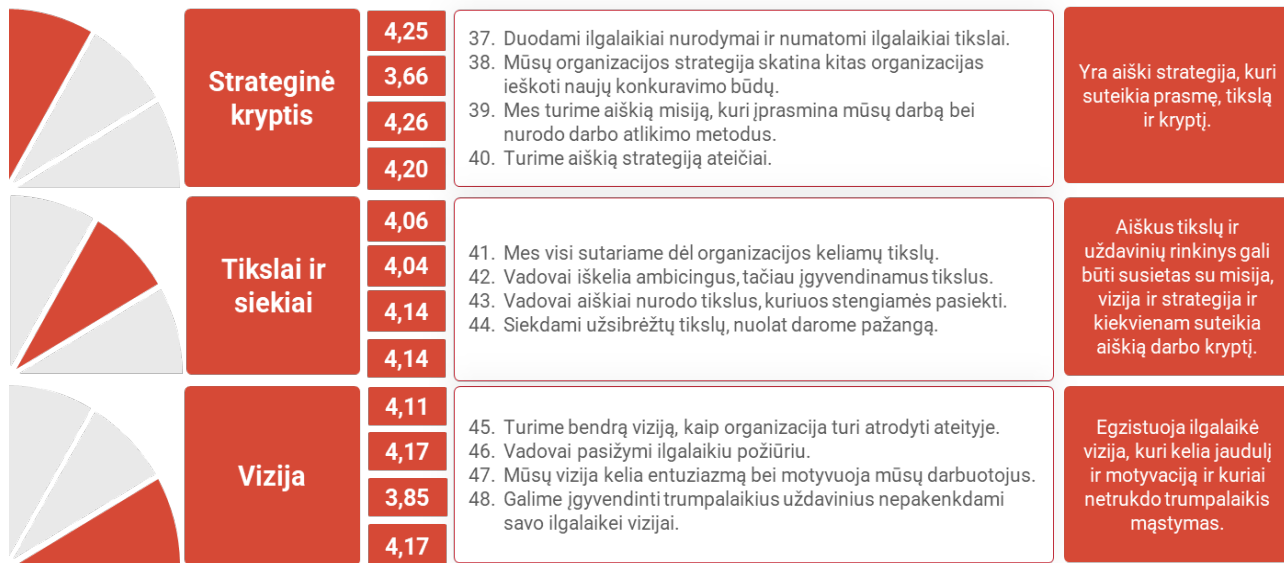 Strateginė
kryptis
4,25
3,66
4,26
4,20
37. Duodami ilgalaikiai nurodymai ir numatomi ilgalaikiai tikslai.
38. Mūsų organizacijos strategija skatina kitas organizacijas
ieškoti naujų konkuravimo būdų.
39. Mes turime aiškią misiją, kuri įprasmina mūsų darbą bei
nurodo darbo atlikimo metodus.
40. Turime aiškią strategiją ateičiai.
Yra aiški strategija, kuri
suteikia prasmę, tikslą
ir kryptį.
Tikslai ir
siekiai
4,06
4,04
4,14
4,14
41. Mes visi sutariame dėl organizacijos keliamų tikslų.
42. Vadovai iškelia ambicingus, tačiau įgyvendinamus tikslus.
43. Vadovai aiškiai nurodo tikslus, kuriuos stengiamės pasiekti.
44. Siekdami užsibrėžtų tikslų, nuolat darome pažangą.
Aiškus tikslų ir
uždavinių rinkinys gali
būti susietas su misija,
vizija ir strategija ir
kiekvienam suteikia
aiškią darbo kryptį.
Vizija
4,11
4,17
3,85
4,17
45. Turime bendrą viziją, kaip organizacija turi atrodyti ateityje.
46. Vadovai pasižymi ilgalaikiu požiūriu.
47. Mūsų vizija kelia entuziazmą bei motyvuoja mūsų darbuotojus.
48. Galime įgyvendinti trumpalaikius uždavinius nepakenkdami
savo ilgalaikei vizijai.
Egzistuoja ilgalaikė
vizija, kuri kelia jaudulį
ir motyvaciją ir kuriai
netrukdo trumpalaikis
mąstymas.